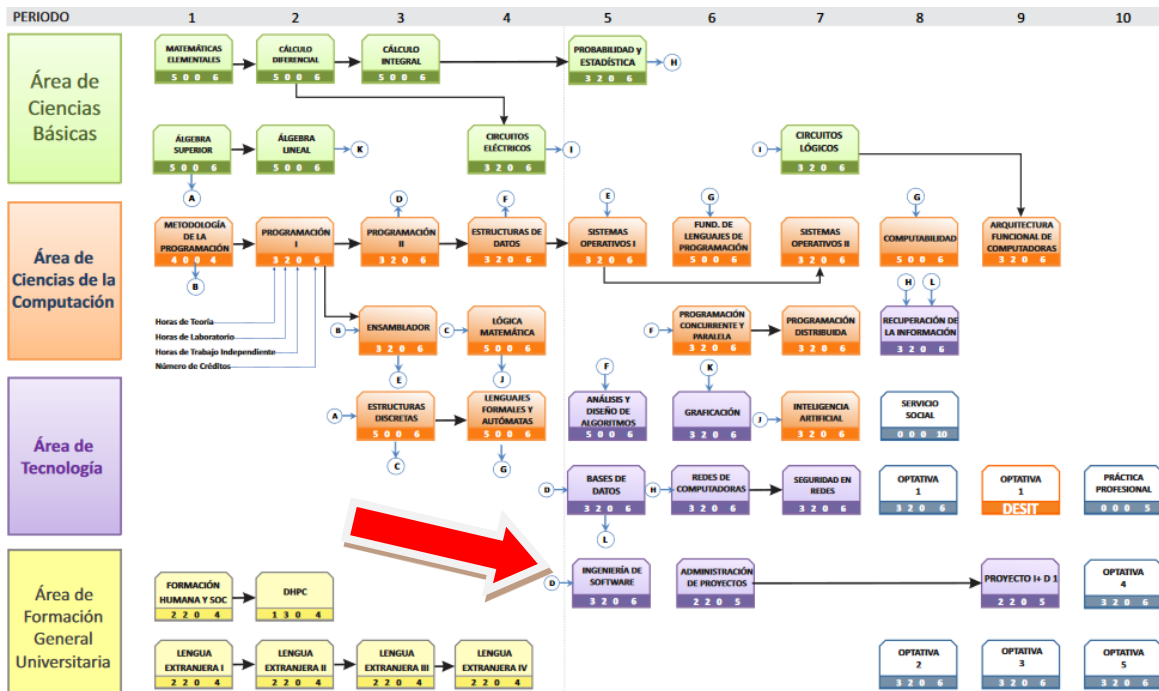 PERIODO 1 2 3 4 5 6 7 8 9 10
Área de
Ciencias
Básicas
MATEMÁTICAS
ELEMENTALES
5 0 0 6
CÁLCULO
DIFERENCIAL
5 0 0 6
CÁLCULO
INTEGRAL
5 0 0 6
PROBABILIDAD y
ESTADÍSTICA
3 2 0 6
H
ÁLGEBRA
SUPERIOR
5 0 0 6
A
ÁLGEBRA
LINEAL
5 0 0 6
K
CIRCUITOS
ELÉCTRICOS
3 2 0 6
I
I
CIRCUITOS
LÓGICOS
3 2 0 6
Área de
Ciencias de la
Computación
METODOLOGÍA
DE LA
PROGRAMACIÓN
4 0 0 4
B
PROGRAMACIÓN
I
3 2 0 6
D
PROGRAMACIÓN
II
3 2 0 6
F
ESTRUCTURAS
DE DATOS
3 2 0 6
E
SISTEMAS
OPERATIVOS I
3 2 0 6
G
FUND. DE
LENGUAJES DE
PROGRAMACIÓN
5 0 0 6
SISTEMAS
OPERATIVOS II
3 2 0 6
G
COMPUTABILIDAD
5 0 0 6
ARQUITECTURA
FUNCIONAL DE
COMPUTADORAS
3 2 0 6
Horas de Teoría
Horas de Laboratorio
Horas de Trabajo Independiente
Número de Créditos
B
ENSAMBLADOR
3 2 0 6
E
C
LÓGICA
MATEMÁTICA
5 0 0 6
J
F
PROGRAMACIÓN
CONCURRENTE Y
PARALELA
3 2 0 6
PROGRAMACIÓN
DISTRIBUIDA
3 2 0 6
H L
RECUPERACIÓN DE
LA INFORMACIÓN
3 2 0 6
Área de
Tecnología
A
ESTRUCTURAS
DISCRETAS
5 0 0 6
C
LENGUAJES
FORMALES Y
AUTÓMATAS
5 0 0 6
G
F
ANÁLISIS Y
DISEÑO DE
ALGORITMOS
5 0 0 6
K
GRAFICACIÓN
3 2 0 6
J
INTELIGENCIA
ARTIFICIAL
3 2 0 6
SERVICIO
SOCIAL
0 0 0 10
D
BASES DE
DATOS
3 2 0 6
L
H
REDES DE
COMPUTADORAS
3 2 0 6
SEGURIDAD EN
REDES
3 2 0 6
OPTATIVA
1
3 2 0 6
OPTATIVA
1
DESIT
PRÁCTICA
PROFESIONAL
0 0 0 5
Área de
Formación
General
Universitaria
FORMACIÓN
HUMANA Y SOC
2 2 0 4
DHPC
1 3 0 4
D
INGENIERÍA DE
SOFTWARE
3 2 0 6
ADMINISTRACIÓN
DE PROYECTOS
2 2 0 5
PROYECTO I+ D 1
2 2 0 5
OPTATIVA
4
3 2 0 6
LENGUA
EXTRANJERA I
2 2 0 4
LENGUA
EXTRANJERA II
2 2 0 4
LENGUA
EXTRANJERA III
2 2 0 4
LENGUA
EXTRANJERA IV
2 2 0 4
OPTATIVA
2
3 2 0 6
OPTATIVA
3
3 2 0 6
OPTATIVA
5
3 2 0 6